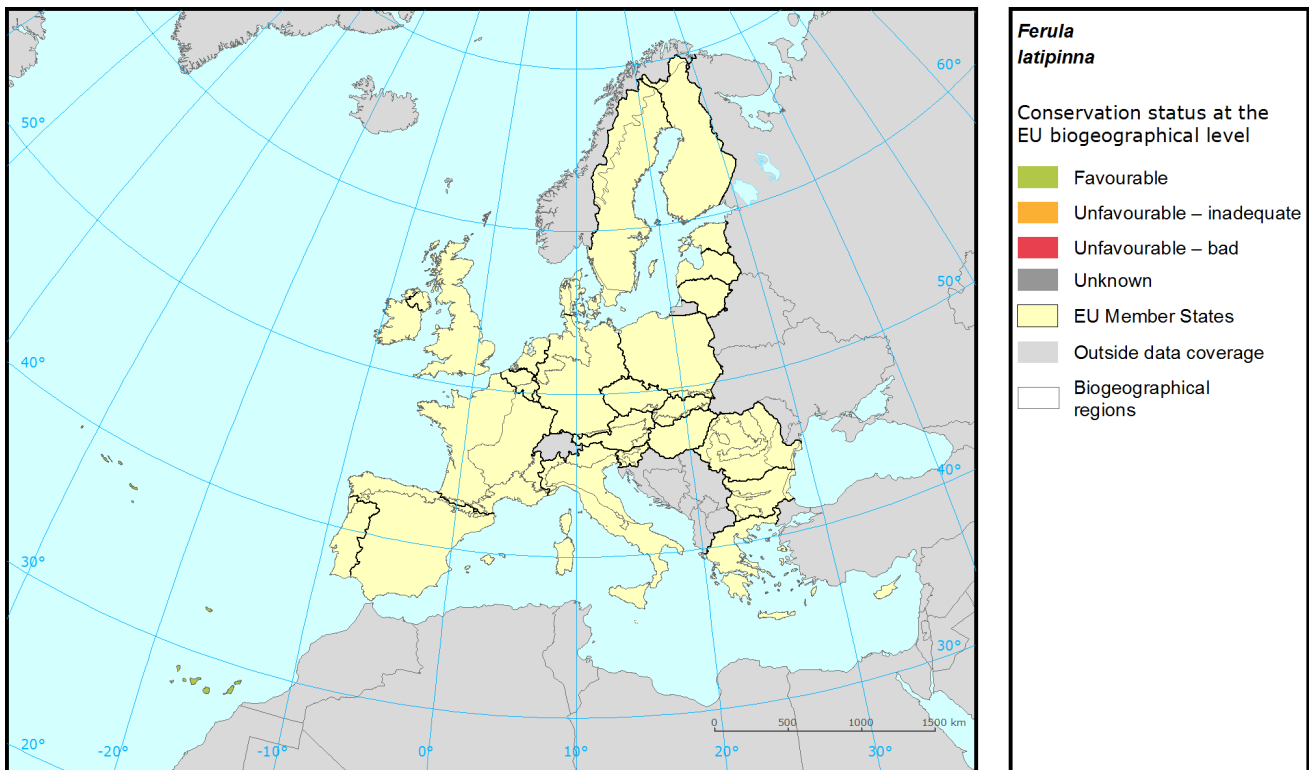 Ferula
latipinna
Conservation status at the
EU biogeographical level
Favourable
Unfavourable – inadequate
Unfavourable – bad
Unknown
EU Member States
Outside data coverage
Biogeographical
regions
60°
50°
50°
40°
40°
30°
30°
0 500 1000 1500 km
20° -20° -10° 0° 10° 20° 30°